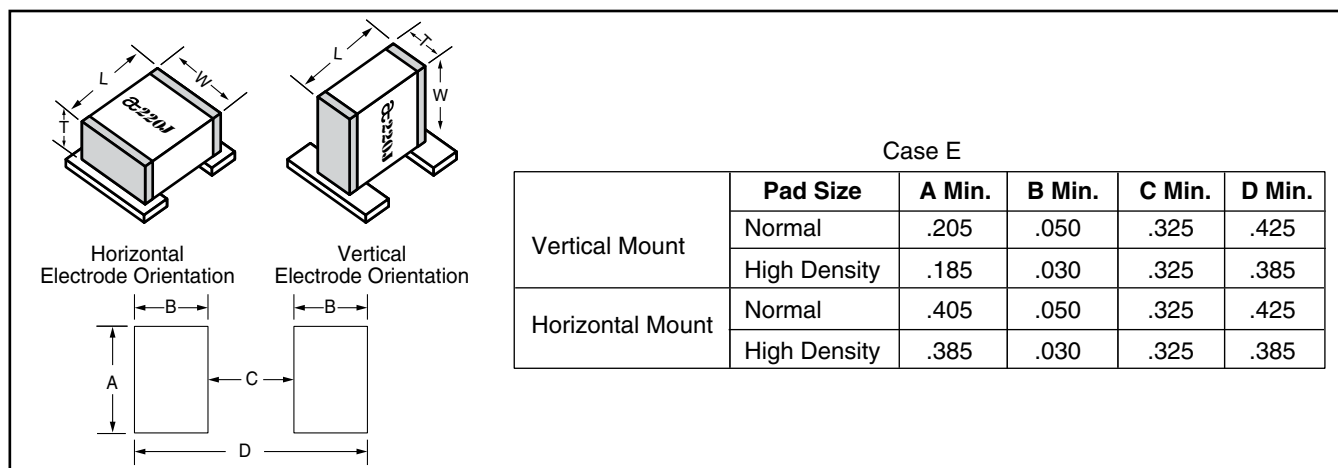 L
W
T
æ220J
L
T
W
æ220J
Horizontal
Electrode Orientation
Vertical
Electrode Orientation
B
B
A
C
D
Case E
Pad Size A Min. B Min. C Min. D Min.
Vertical Mount
Normal .205 .050 .325 .425
High Density .185 .030 .325 .385
Horizontal Mount
Normal .405 .050 .325 .425
High Density .385 .030 .325 .385